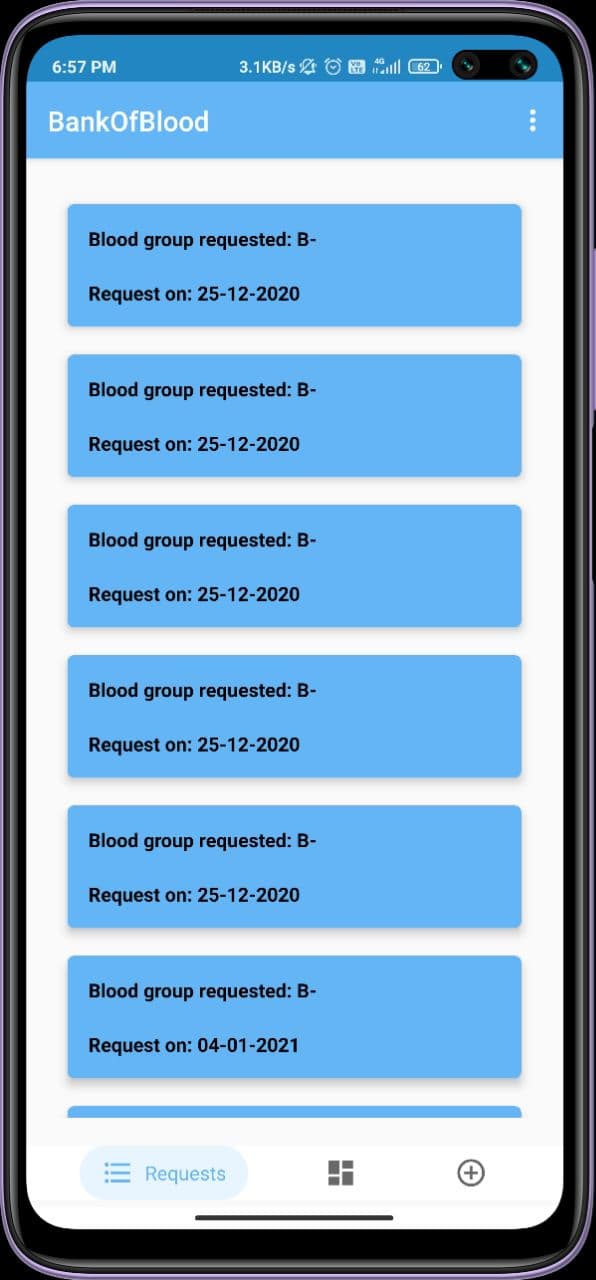 6:57 PM 3.1KB/s VO LTE 4G 62
BankOfBlood
Blood group requested: B-
Request on: 25-12-2020
Blood group requested: B-
Request on: 25-12-2020
Blood group requested: B-
Request on: 25-12-2020
Blood group requested: B-
Request on: 25-12-2020
Blood group requested: B-
Request on: 25-12-2020
Blood group requested: B-
Request on: 04-01-2021
Requests